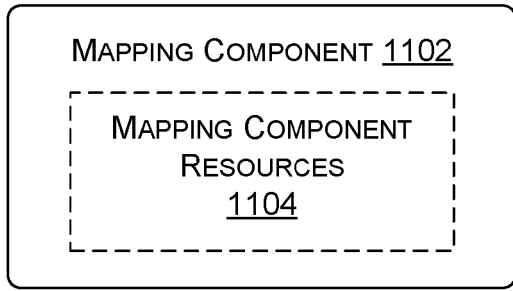 MAPPING COMPONENT 1102
MAPPING COMPONENT
RESOURCES
1104